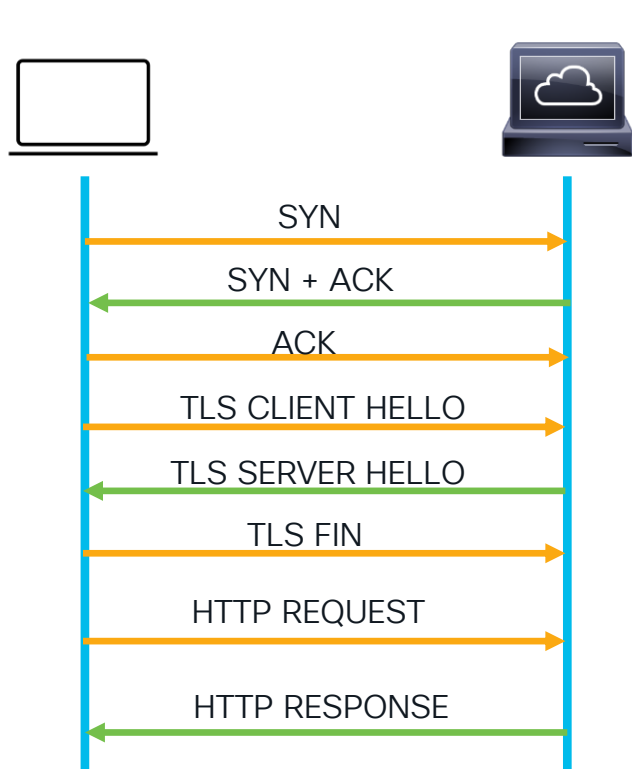 SYN
SYN + ACK
ACK
TLS CLIENT HELLO
TLS SERVER HELLO
TLS FIN
HTTP REQUEST
HTTP RESPONSE